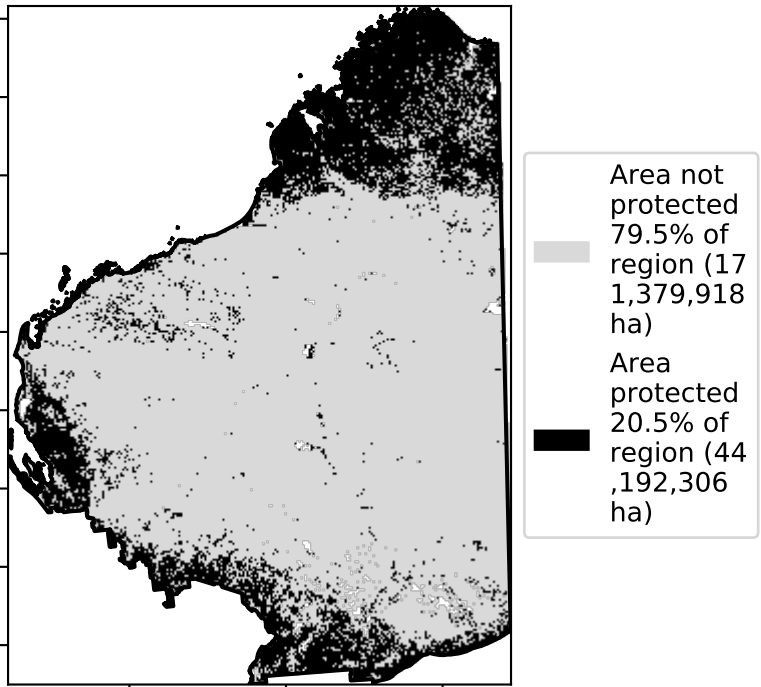 Area not
protected
79.5% of
region (17
1,379,918
ha)
Area
protected
20.5% of
region (44
,192,306
ha)